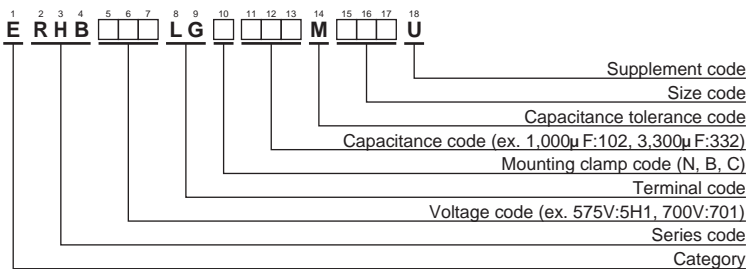 1 2 3 4 5 6 7 8 9 10 11 12 13 14 15 16 17 18
E R H B □□□ L G □ □□□ M □□□ U
Supplement code
Size code
Capacitance tolerance code
Capacitance code (ex. 1,000µF:102, 3,300µF:332)
Mounting clamp code (N, B, C)
Terminal code
Voltage code (ex. 575V:5H1, 700V:701)
Series code
Category